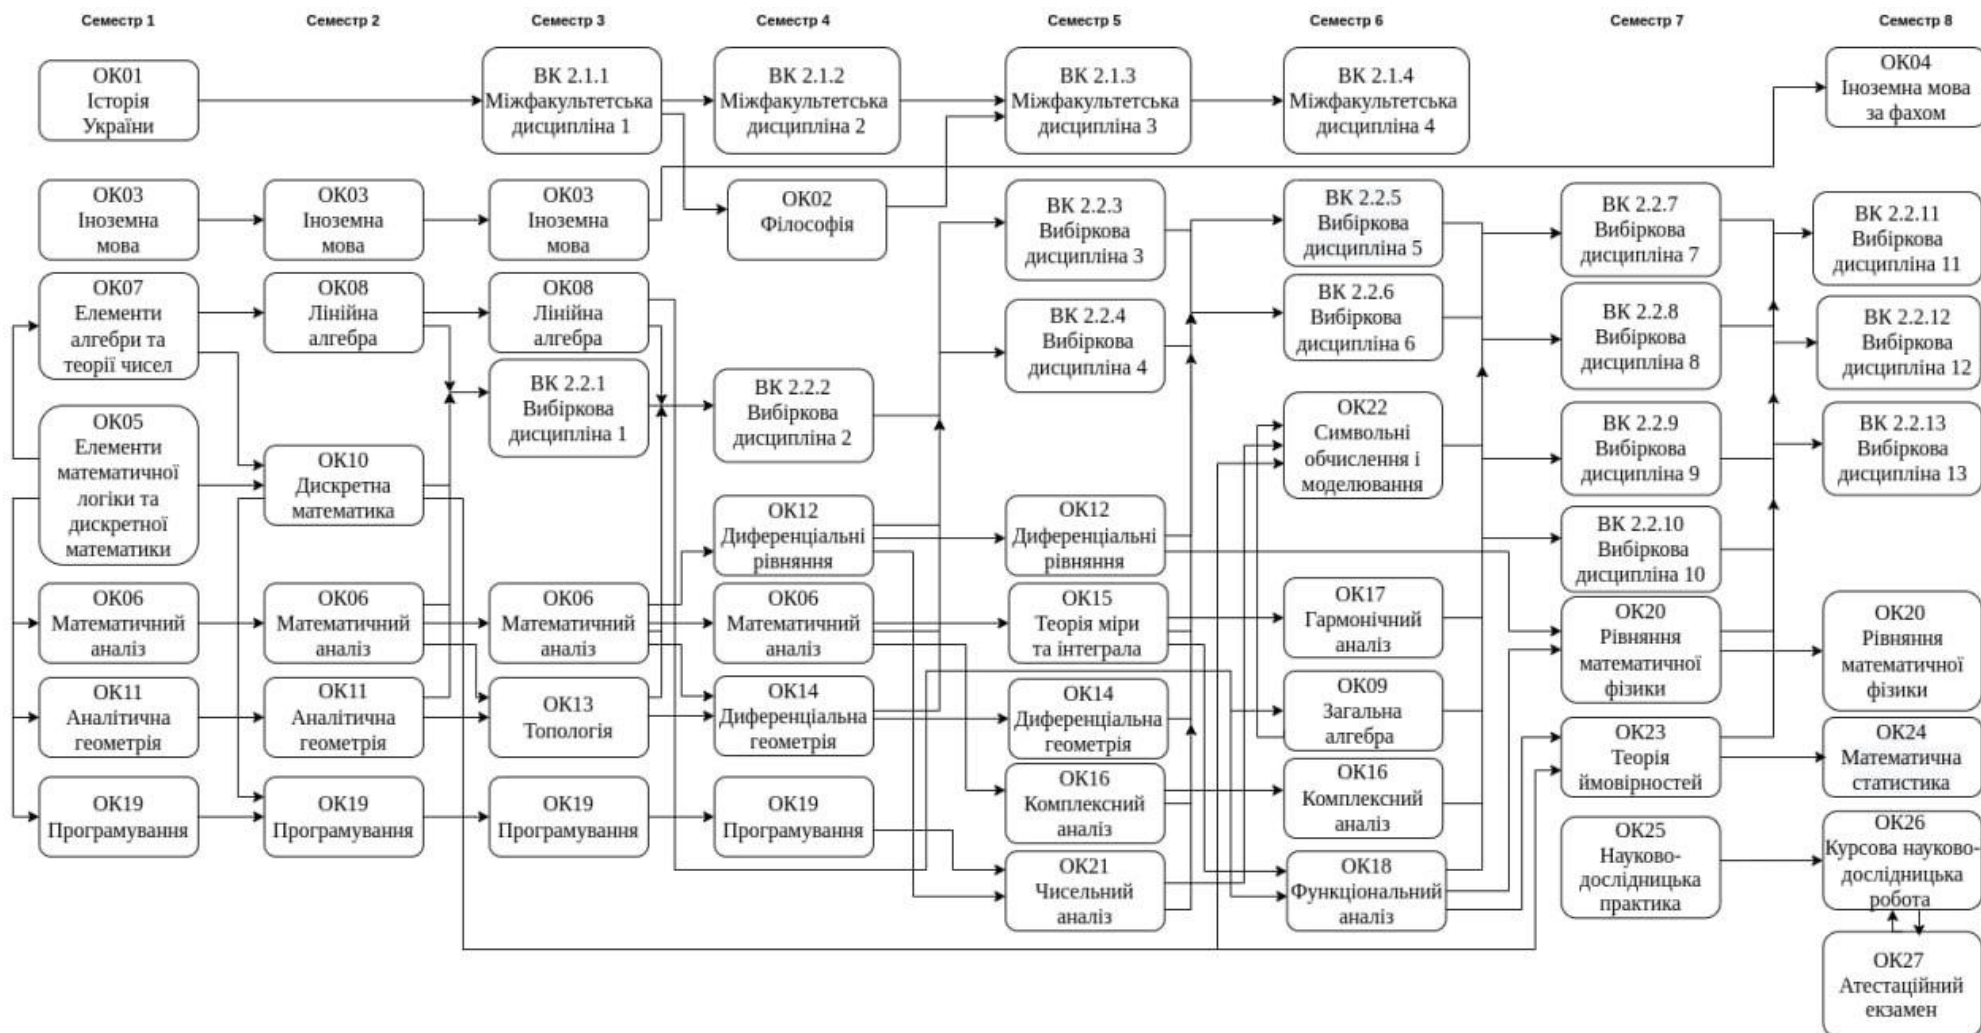 Семестр 1
Семестр 2
Семестр 3
Семестр 4
Семестр 5
Семестр 6
Семестр 7
Семестр 8
ОК01
Історія
України
ВК 2.1.1
Міжфакультетська
дисципліна 1
ВК 2.1.2
Міжфакультетська
дисципліна 2
ВК 2.1.3
Міжфакультетська
дисципліна 3
ВК 2.1.4
Міжфакультетська
дисципліна 4
ОК04
Іноземна мова
за фахом
ОК03
Іноземна
мова
ОК03
Іноземна
мова
ОК03
Іноземна
мова
ОК02
Філософія
ВК 2.2.3
Вибіркова
дисципліна 3
ВК 2.2.5
Вибіркова
дисципліна 5
ВК 2.2.7
Вибіркова
дисципліна 7
ВК 2.2.11
Вибіркова
дисципліна 11
ОК07
Елементи
алгебри та
теорії чисел
ОК08
Лінійна
алгебра
ОК08
Лінійна
алгебра
ВК 2.2.4
Вибіркова
дисципліна 4
ВК 2.2.6
Вибіркова
дисципліна 6
ВК 2.2.8
Вибіркова
дисципліна 8
ВК 2.2.12
Вибіркова
дисципліна 12
ВК 2.2.1
Вибіркова
дисципліна 1
ВК 2.2.2
Вибіркова
дисципліна 2
ОК05
Елементи
математичної
логіки та
дискретної
математики
ОК10
Дискретна
математика
ОК22
Символьні
обчислення і
моделювання
ВК 2.2.9
Вибіркова
дисципліна 9
ВК 2.2.13
Вибіркова
дисципліна 13
ОК12
Диференціальні
рівняння
ОК12
Диференціальні
рівняння
ВК 2.2.10
Вибіркова
дисципліна 10
ОК06
Математичний
аналіз
ОК06
Математичний
аналіз
ОК06
Математичний
аналіз
ОК06
Математичний
аналіз
ОК15
Теорія міри
та інтеграла
ОК17
Гармонічний
аналіз
ОК20
Рівняння
математичної
фізики
ОК20
Рівняння
математичної
фізики
ОК11
Аналітична
геометрія
ОК11
Аналітична
геометрія
ОК13
Топологія
ОК14
Диференціальна
геометрія
ОК14
Диференціальна
геометрія
ОК09
Загальна
алгебра
ОК23
Теорія
ймовірностей
ОК24
Математична
статистика
ОК19
Програмування
ОК19
Програмування
ОК19
Програмування
ОК19
Програмування
ОК16
Комплексний
аналіз
ОК16
Комплексний
аналіз
ОК25
Науково-
дослідницька
практика
ОК26
Курсова науково-
дослідницька
робота
ОК21
Чисельний
аналіз
ОК18
Функціональний
аналіз
ОК27
Атестаційний
екзамен